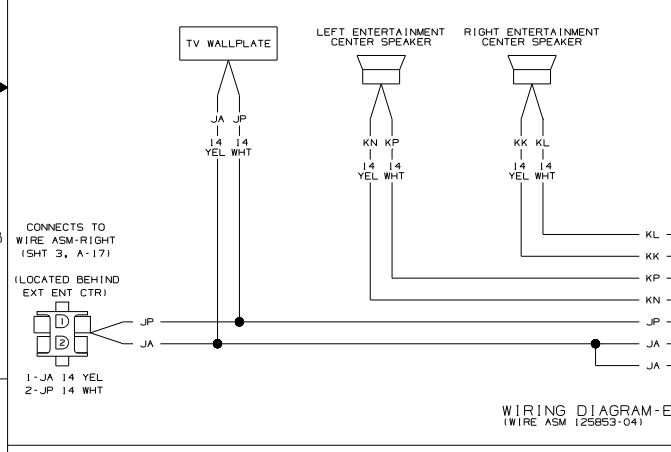 LEFT ENTERTAINMENT
CENTER SPEAKER
RIGHT ENTERTAINMENT
CENTER SPEAKER
TV WALLPLATE
JA JP
14 14
YEL WHT
KN KP
14 14
YEL WHT
KK KL
14 14
YEL WHT
CONNECTS TO
WIRE ASM-RIGHT
(SHT 3, A-17)
(LOCATED BEHIND
EXT ENT CTR)
1
2
1-JA 14 YEL
2-JP 14 WHT
JP
JA
KL
KK
KP
KN
JP
JA
JA
WIRING DIAGRAM-E
(WIRE ASM 125853-04)